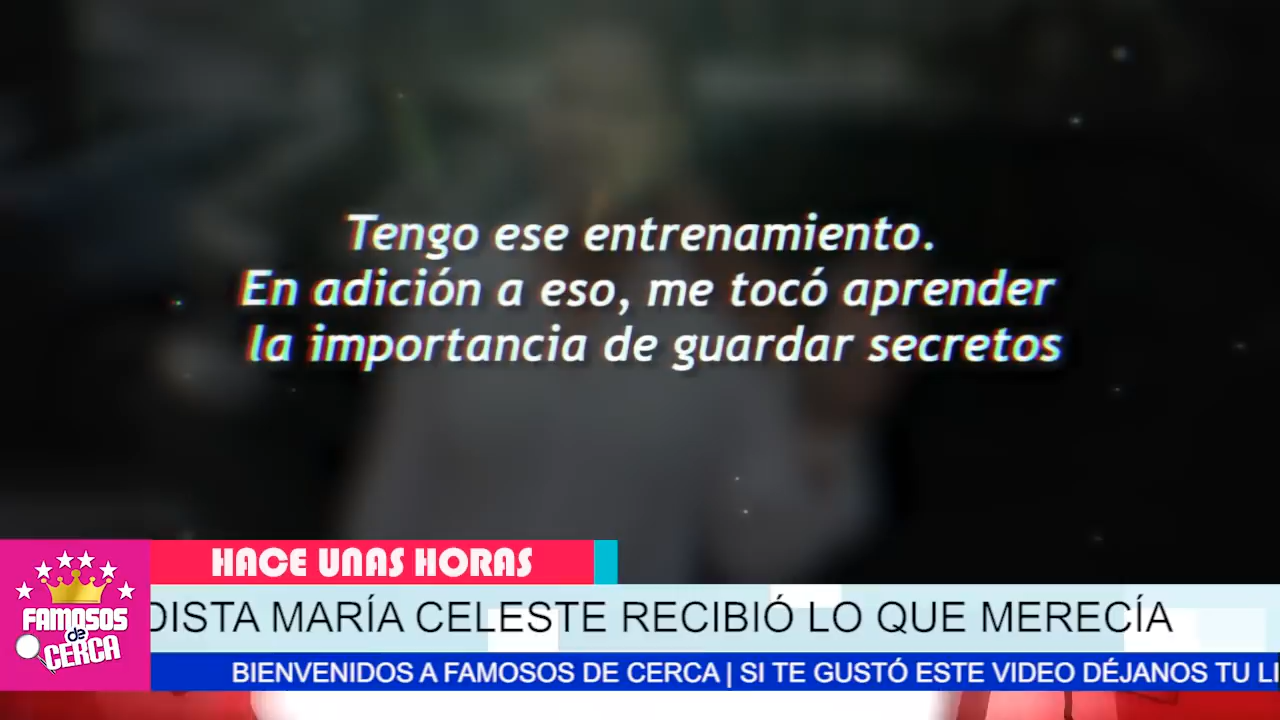 Tengo ese entrenamiento.
En adición a eso, me tocó aprender
la importancia de guardar secretos
HACE UNAS HORAS
DISTA MARÍA CELESTE RECIBIÓ LO QUE MERECÍA
FAMOSOS
de
CERCA
BIENVENIDOS A FAMOSOS DE CERCA | SI TE GUSTÓ ESTE VIDEO DÉJANOS TU LI